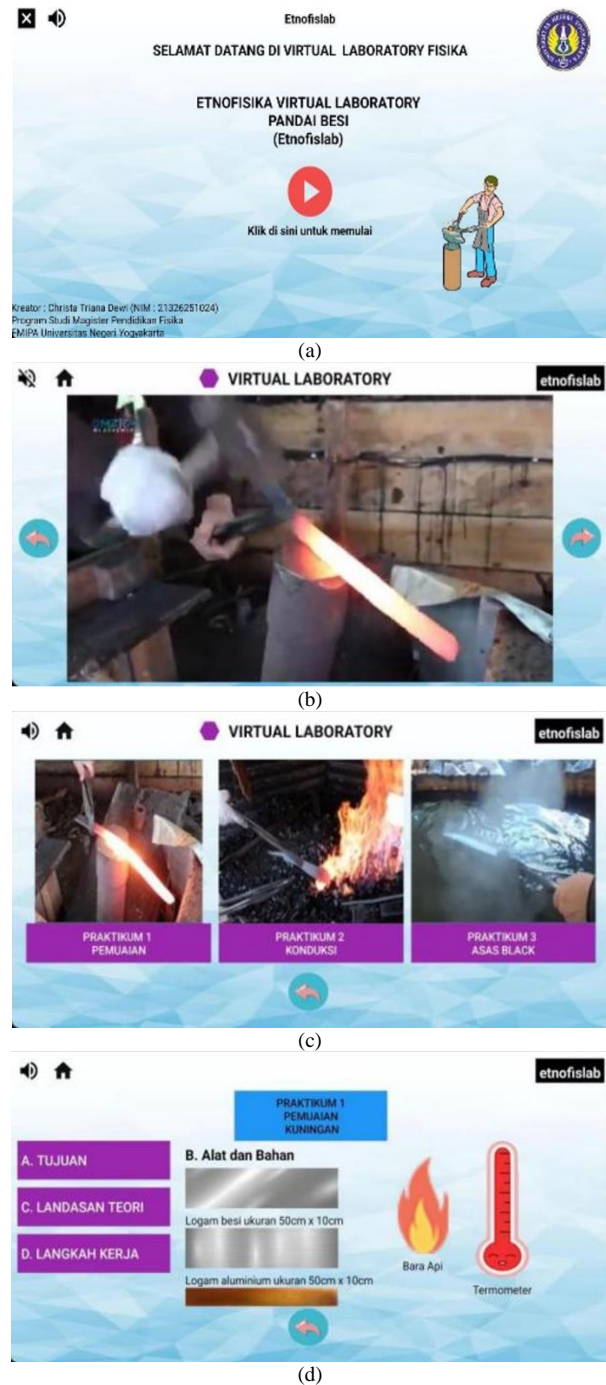 Etnofislab
SELAMAT DATANG DI VIRTUAL LABORATORY FISIKA
ETNOFISIKA VIRTUAL LABORATORY
PANDAI BESI
(Etnofislab)
Klik di sini untuk memulai
Kreator : Christa Triana Dewi (NIM : 21326251024)
Program Studi Magister Pendidikan Fisika
FMIPA Universitas Negeri Yogyakarta
(a)
VIRTUAL LABORATORY
etnofislab
(b)
VIRTUAL LABORATORY
etnofislab
PRAKTIKUM 1
PEMUAIAN
PRAKTIKUM 2
KONDUKSI
PRAKTIKUM 3
ASAS BLACK
(c)
etnofislab
PRAKTIKUM 1
PEMUAIAN
KUNINGAN
A. TUJUAN
C. LANDASAN TEORI
D. LANGKAH KERJA
B. Alat dan Bahan
Logam besi ukuran 50cm x 10cm
Logam aluminium ukuran 50cm x 10cm
Bara Api
Termometer
(d)